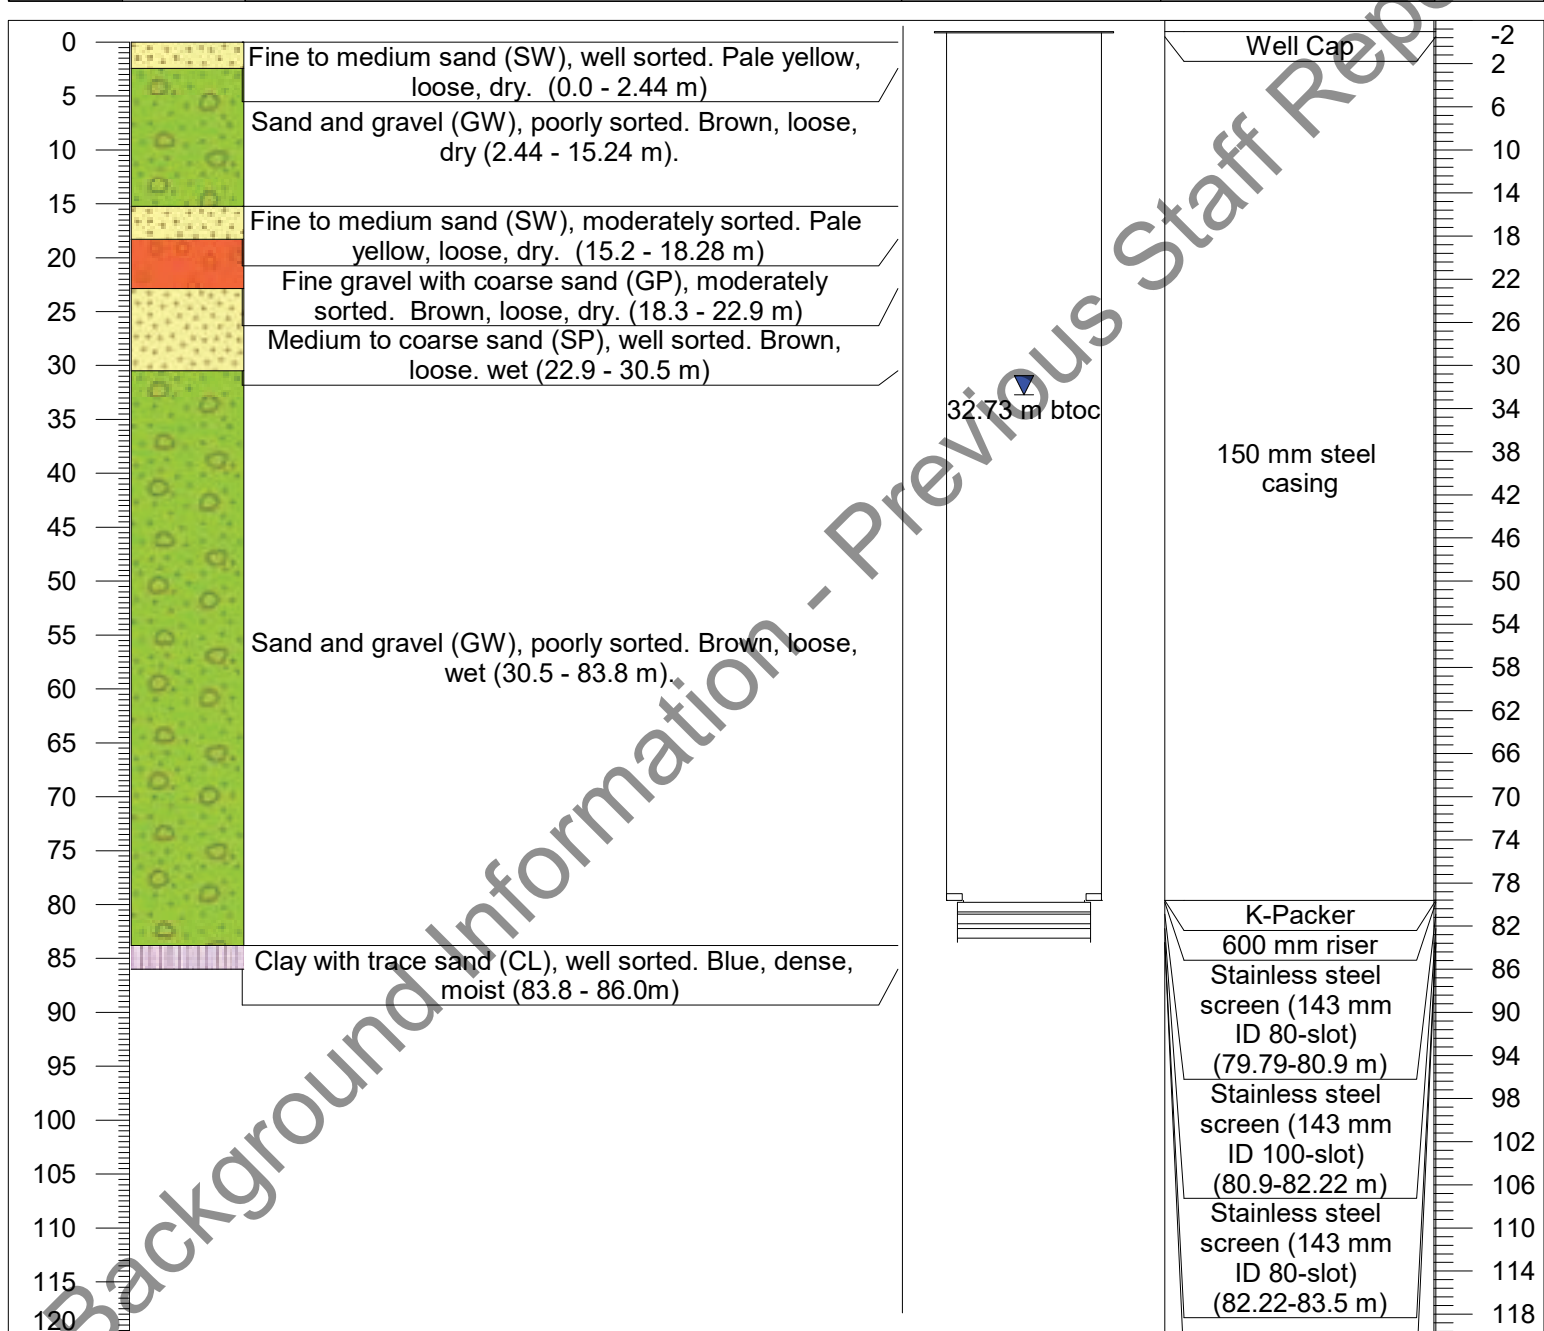 0
5
10
15
20
25
30
35
40
45
50
55
60
65
70
75
80
85
90
95
100
105
110
115
120
Fine to medium sand (SW), well sorted. Pale yellow,
loose, dry. (0.0 - 2.44 m)
Sand and gravel (GW), poorly sorted. Brown, loose,
dry (2.44 - 15.24 m).
Fine to medium sand (SW), moderately sorted. Pale
yellow, loose, dry. (15.2 - 18.28 m)
Fine gravel with coarse sand (GP), moderately
sorted. Brown, loose, dry. (18.3 - 22.9 m)
Medium to coarse sand (SP), well sorted. Brown,
loose. wet (22.9 - 30.5 m)
Sand and gravel (GW), poorly sorted. Brown, loose,
wet (30.5 - 83.8 m).
Clay with trace sand (CL), well sorted. Blue, dense,
moist (83.8 - 86.0m)
32.73 m btoc
Well Cap
150 mm steel
casing
K-Packer
600 mm riser
Stainless steel
screen (143 mm
ID 80-slot)
(79.79-80.9 m)
Stainless steel
screen (143 mm
ID 100-slot)
(80.9-82.22 m)
Stainless steel
screen (143 mm
ID 80-slot)
(82.22-83.5 m)
-2
2
6
10
14
18
22
26
30
34
38
42
46
50
54
58
62
66
70
74
78
82
86
90
94
98
102
106
110
114
118
Background Information - Previous Staff